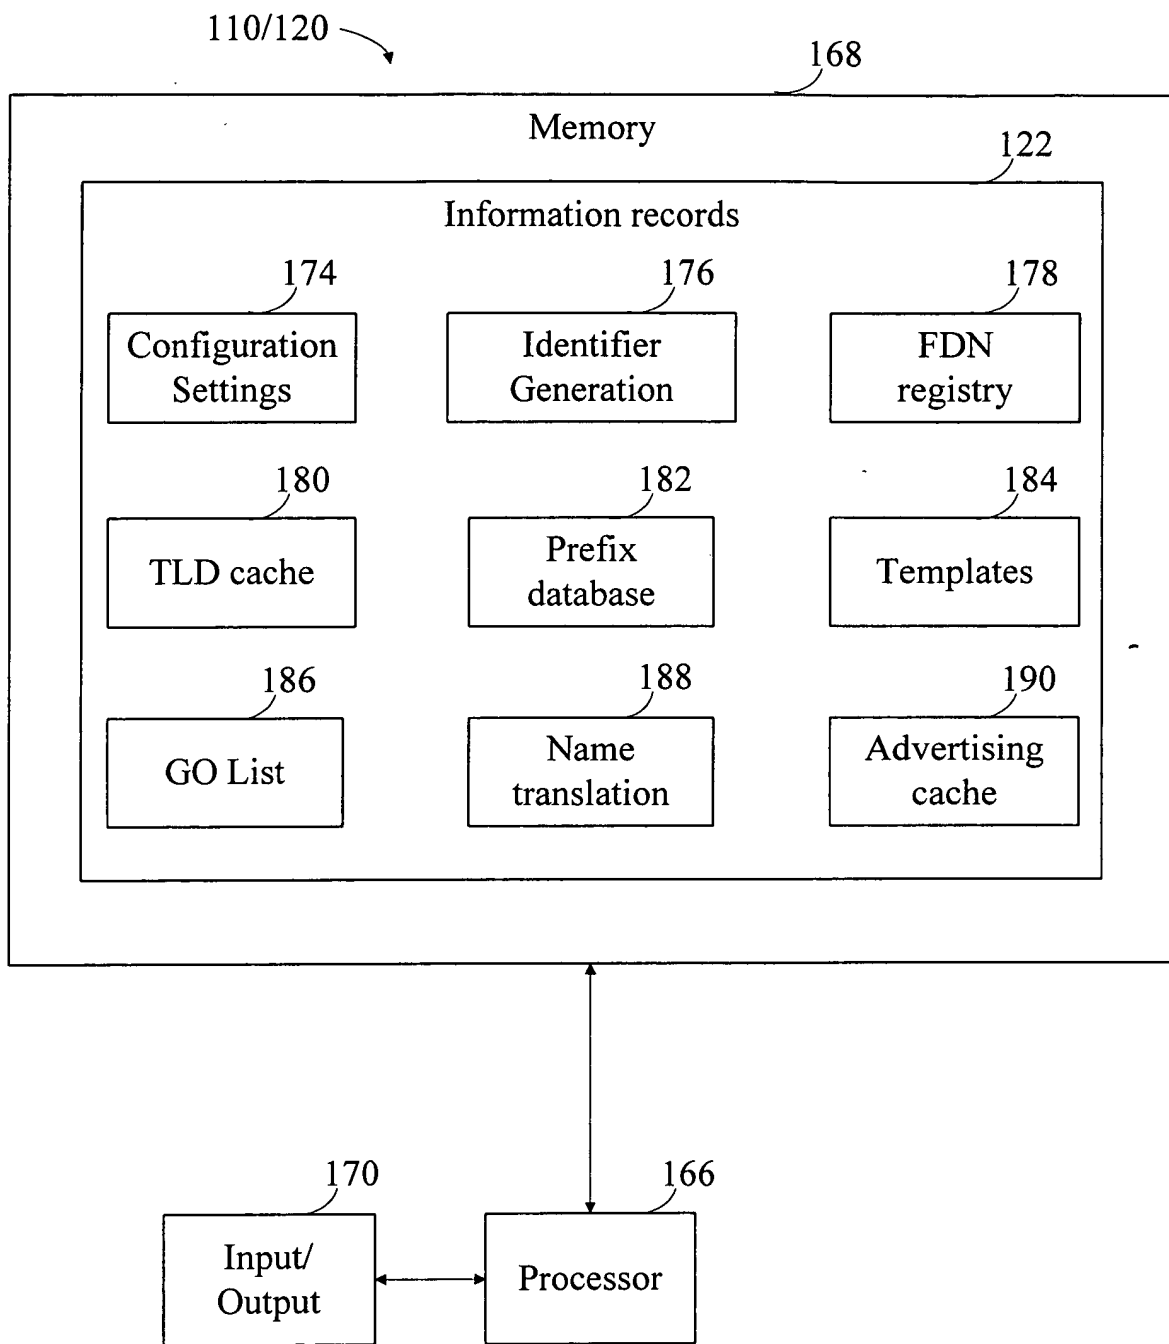 110/120
168
Memory
122
Information records
174
176
178
Configuration
Settings
Identifier
Generation
FDN
registry
180
182
184
TLD cache
Prefix
database
Templates
186
188
190
GO List
Name
translation
Advertising
cache
170
166
Input/
Output
Processor